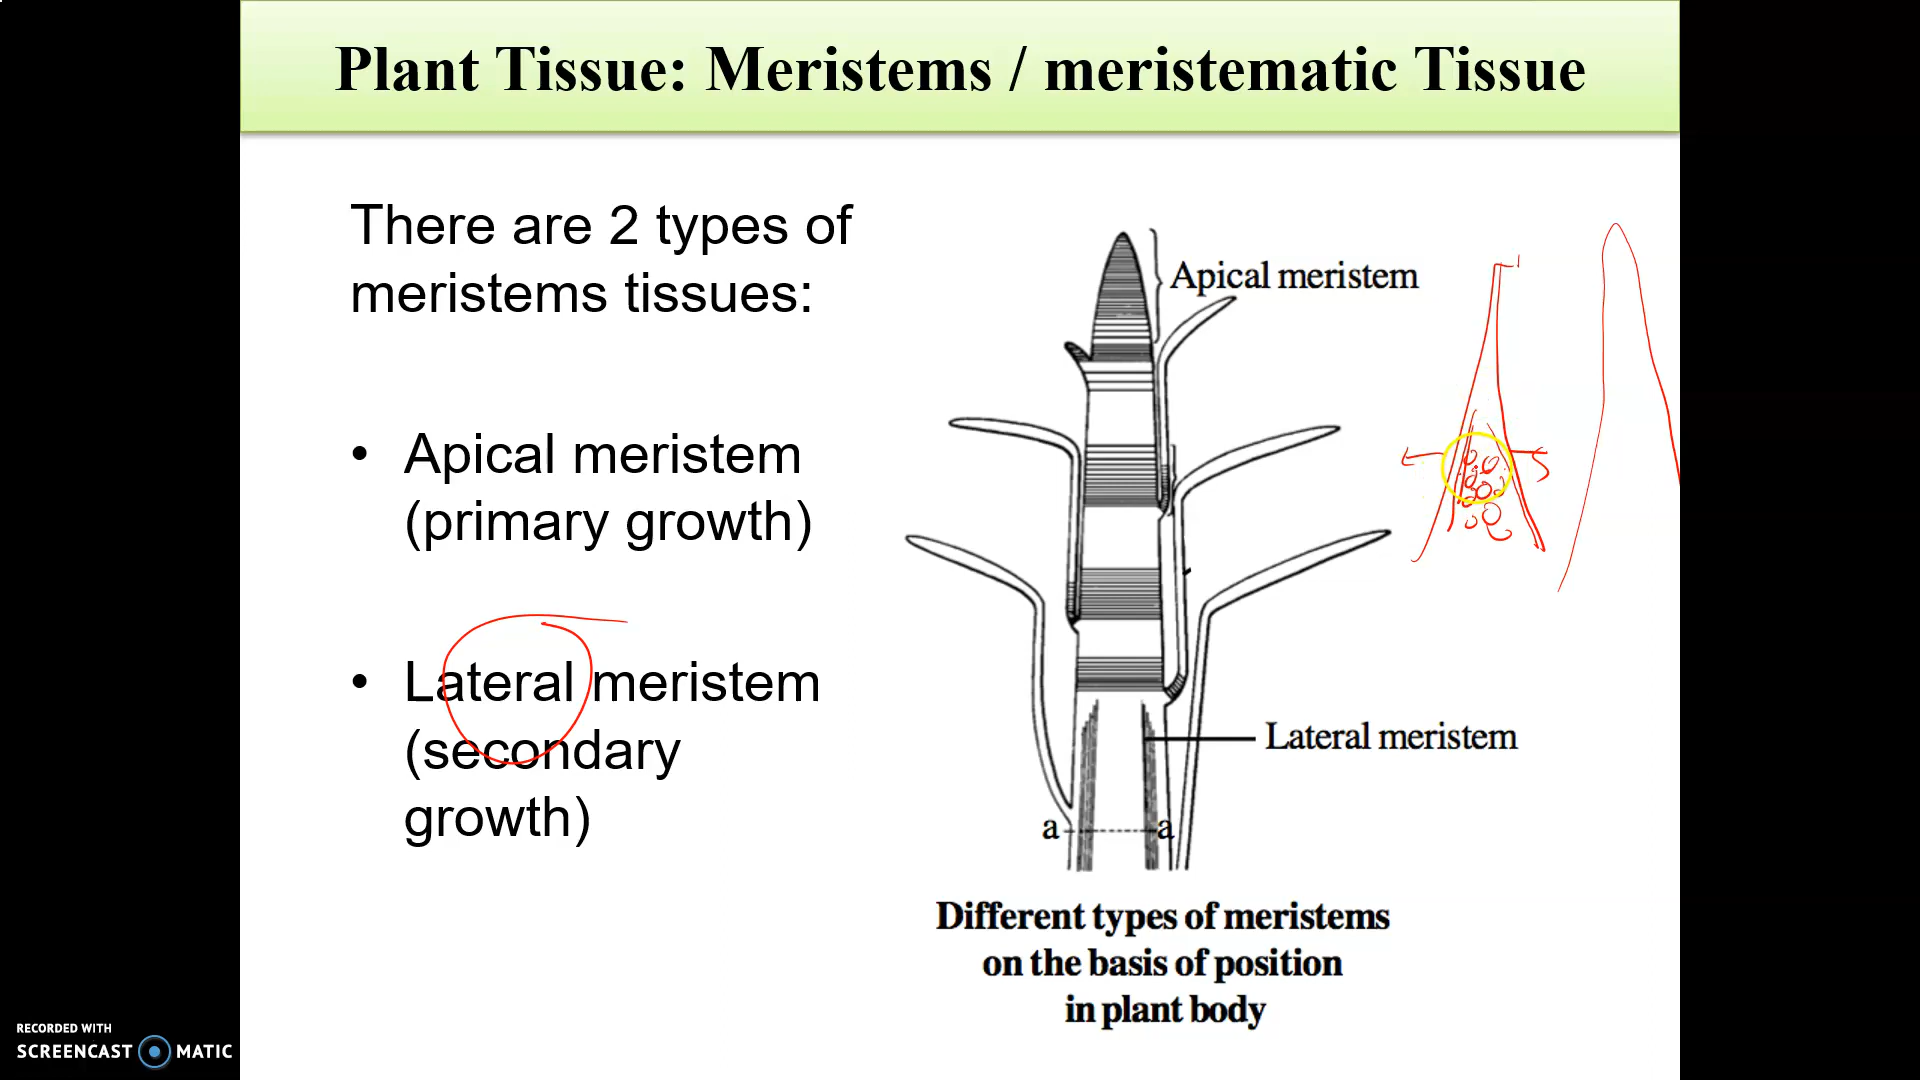 Plant Tissue: Meristems / meristematic Tissue
There are 2 types of
meristems tissues:
• Apical meristem
(primary growth)
• Lateral meristem
(secondary
growth)
Apical meristem
Lateral meristem
a a
Different types of meristems
on the basis of position
in plant body
RECORDED WITH
SCREENCAST MATIC